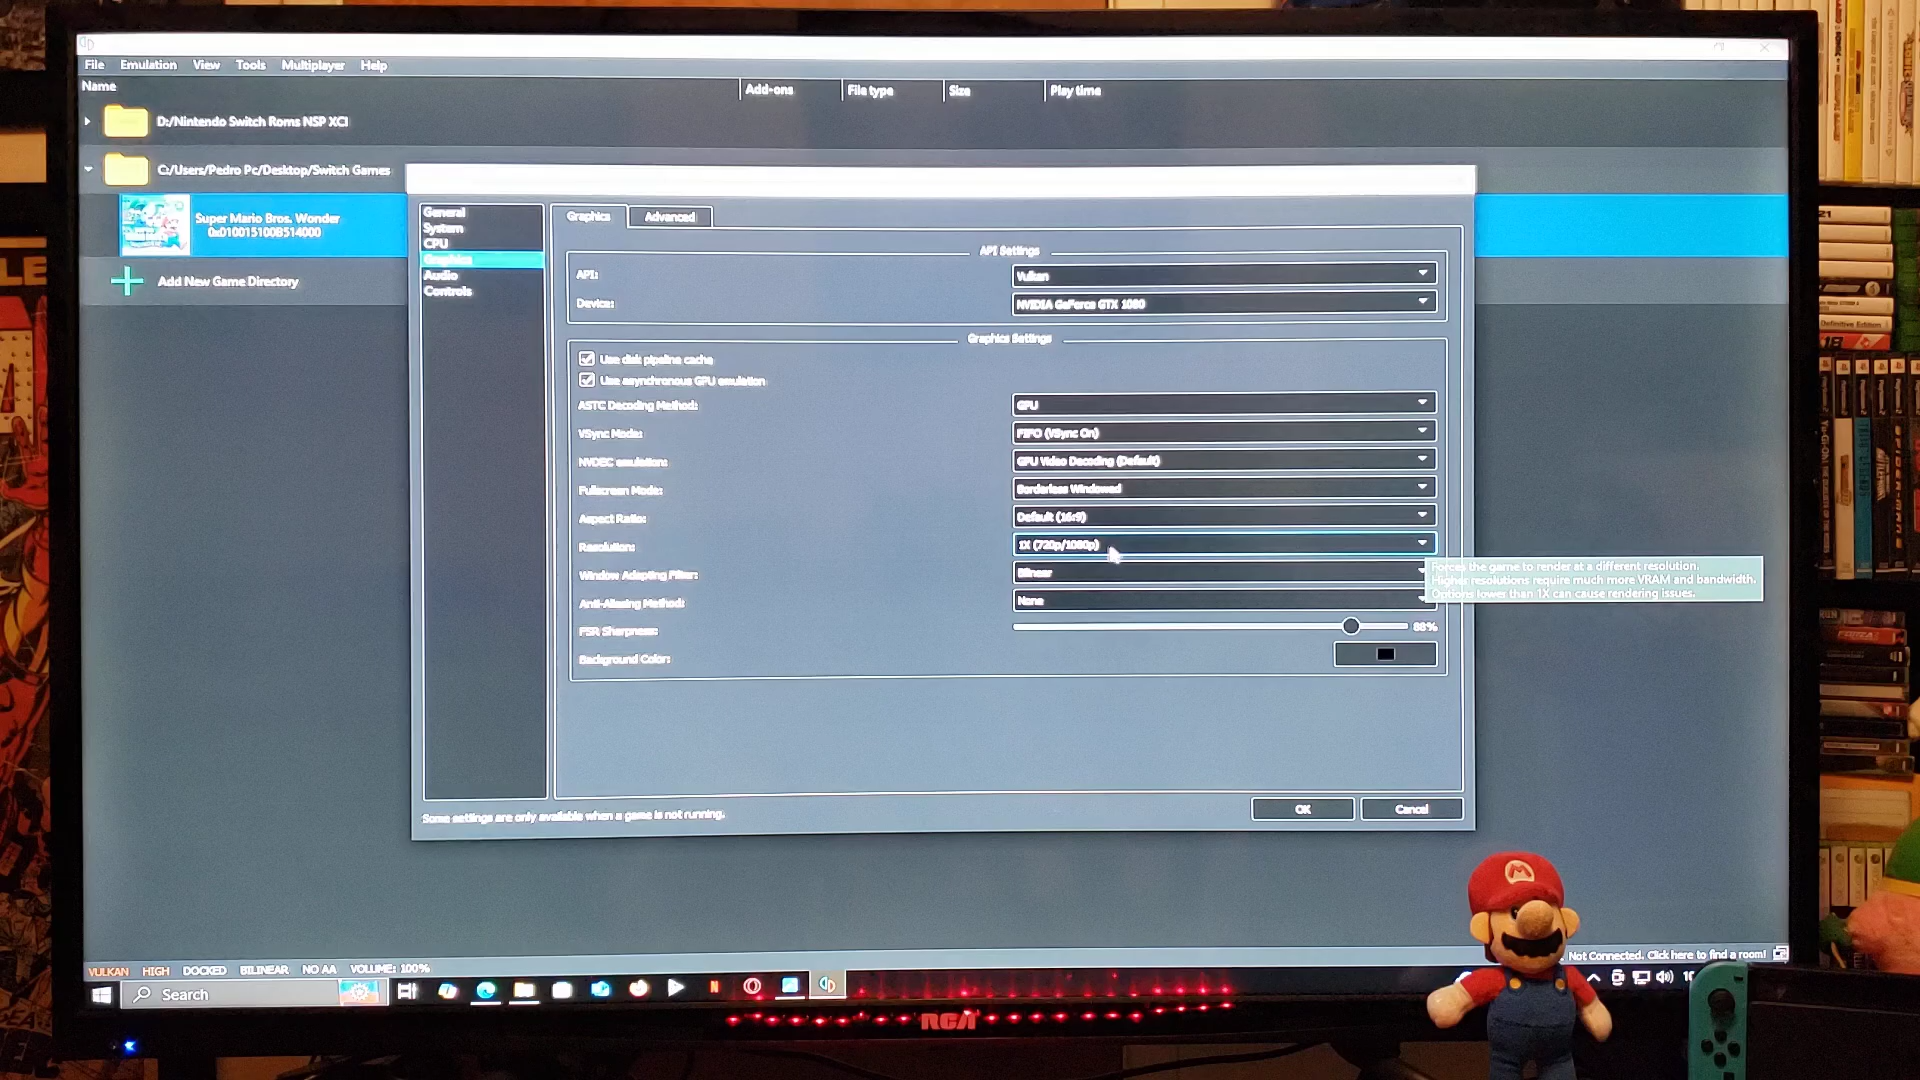 File Emulation View Tools Multiplayer Help
Name Add-ons File type Size Play time
D:/Nintendo Switch Roms NSP XCI
C:/Users/Pedro Pc/Desktop/Switch Games
Super Mario Bros. Wonder
0x010015100B514000
Add New Game Directory
General
System
CPU
Graphics
Audio
Controls
Graphics Advanced
API Settings
API: Vulkan
Device: NVIDIA GeForce GTX 1080
Graphics Settings
Use disk pipeline cache
Use asynchronous GPU emulation
ASTC Decoding Method: GPU
VSync Mode: FIFO (VSync On)
NVDEC emulation: GPU Video Decoding (Default)
Fullscreen Mode: Borderless Windowed
Aspect Ratio: Default (16:9)
Resolution: 1X (720p/1080p)
Window Adapting Filter: Bilinear
Anti-Aliasing Method: None
FSR Sharpness: 88%
Background Color:
Forces the game to render at a different resolution.
Higher resolutions require much more VRAM and bandwidth.
Options lower than 1X can cause rendering issues.
Some settings are only available when a game is not running.
OK Cancel
VULKAN HIGH DOCKED BILINEAR NO AA VOLUME: 100%
Not Connected. Click here to find a room!
Search
RCA
M
Definitive Edition